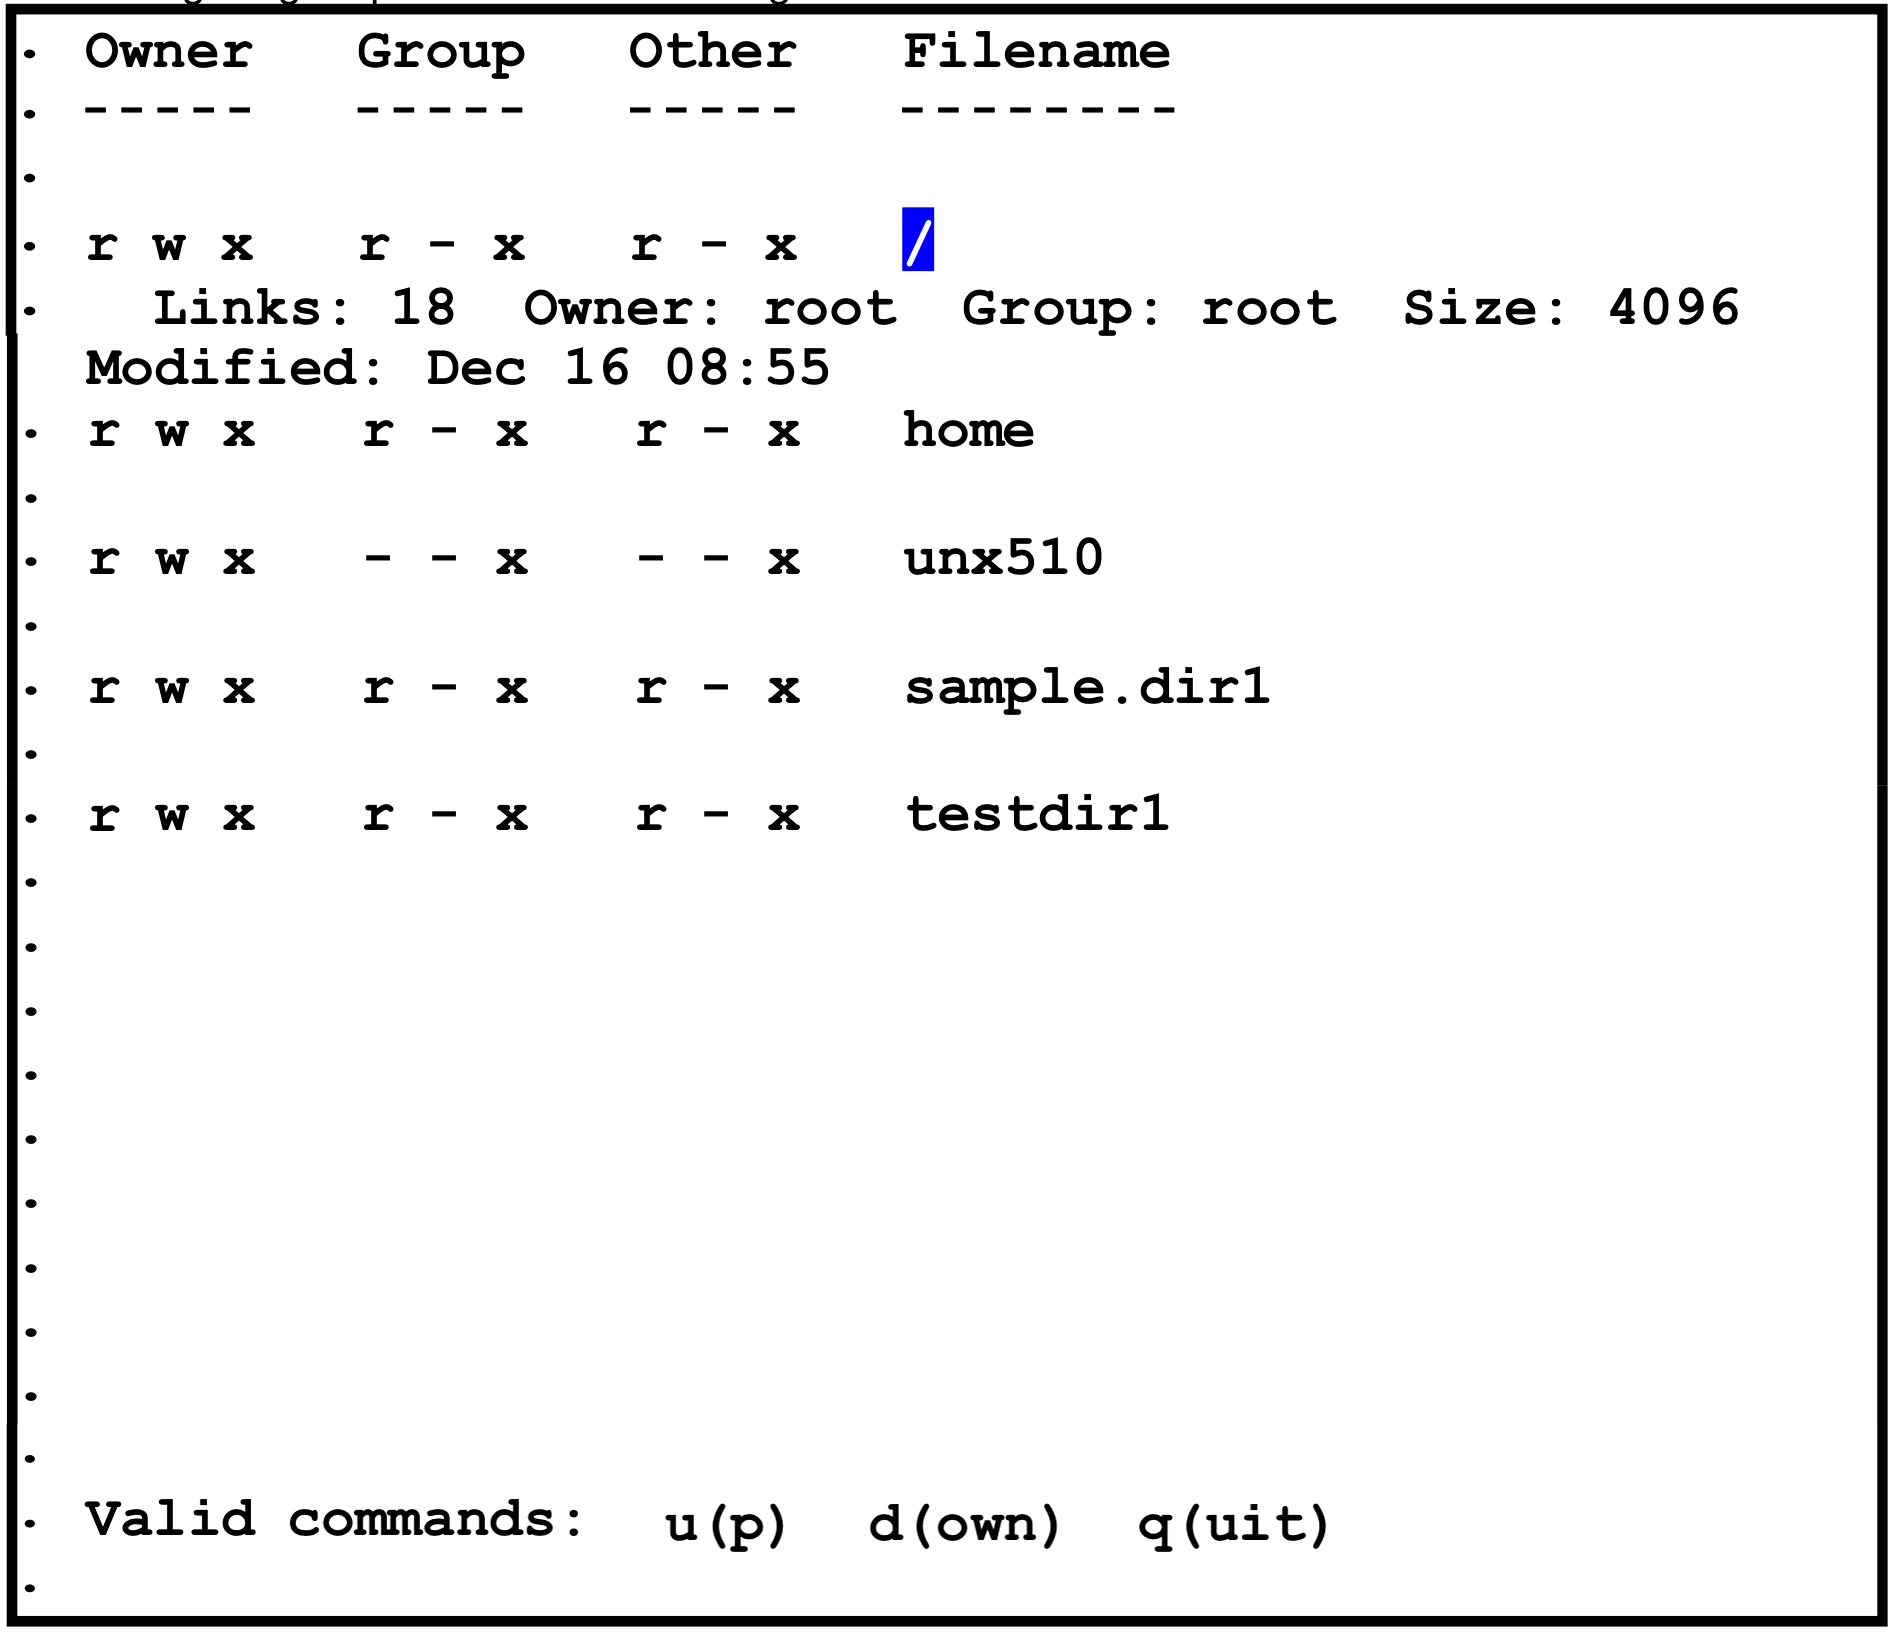 . Owner Group Other Filename
. ----- ----- ----- --------
.
. r w x r - x r - x /
. Links: 18 Owner: root Group: root Size: 4096
Modified: Dec 16 08:55
. r w x r - x r - x home
.
. r w x - - x - - x unx510
.
. r w x r - x r - x sample.dir1
.
. r w x r - x r - x testdir1
.
.
.
.
.
.
.
.
.
.
. Valid commands: u(p) d(own) q(uit)
.